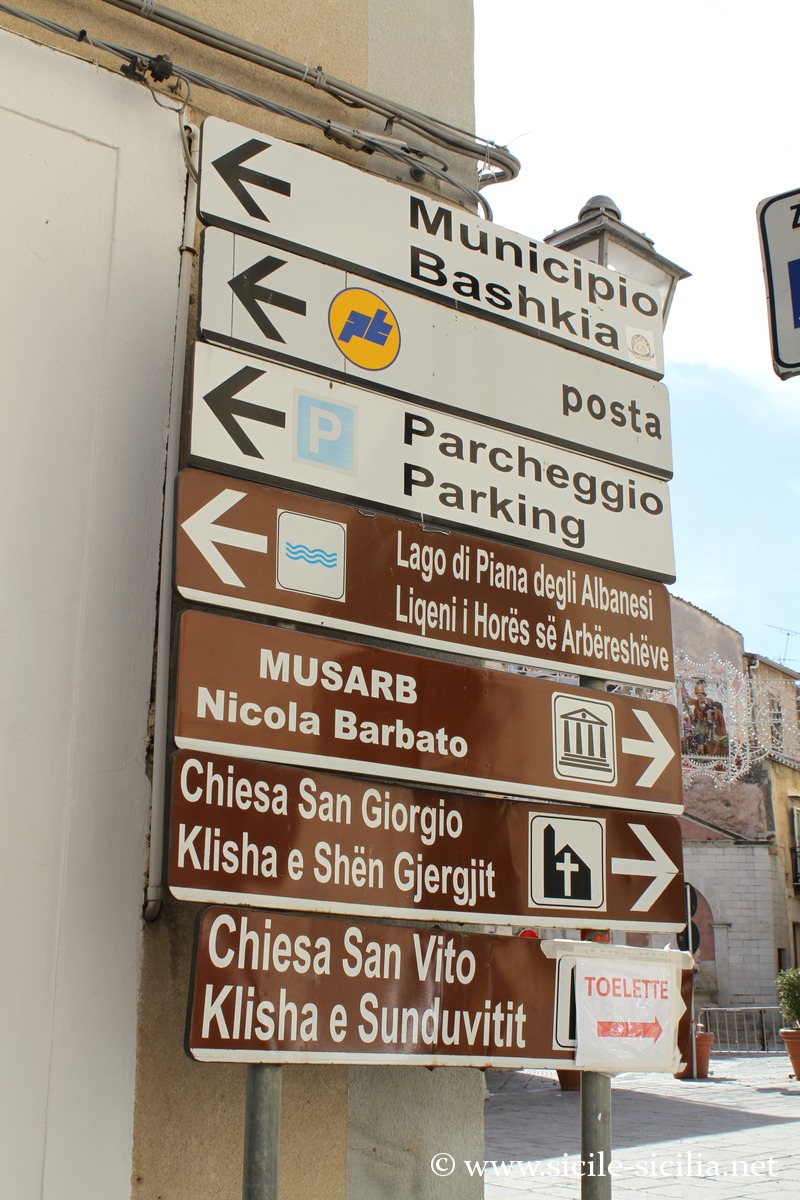 Municipio
Bashkia
pt
posta
P
Parcheggio
Parking
Lago di Piana degli Albanesi
Liqeni i Horës së Arbëreshëve
MUSARB
Nicola Barbato
Chiesa San Giorgio
Klisha e Shën Gjergjit
Chiesa San Vito
Klisha e Sunduvitit
TOELETTE
© www.sicile-sicilia.net